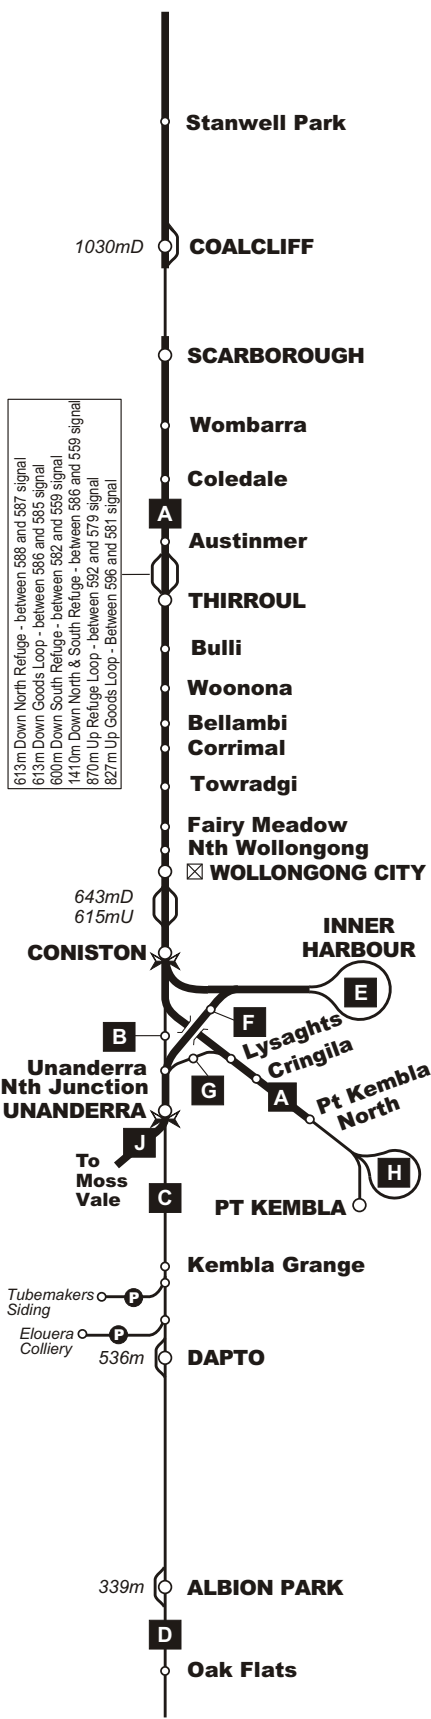 Stanwell Park
1030mD
COALCLIFF
SCARBOROUGH
Wombarra
Coledale
A
Austinmer
613m Down North Refuge - between 588 and 587 signal
613m Down Goods Loop - between 586 and 585 signal
600m Down South Refuge - between 582 and 559 signal
1410m Down North & South Refuge - between 586 and 559 signal
870m Up Refuge Loop - between 592 and 579 signal
827m Up Goods Loop - Between 596 and 581 signal
THIRROUL
Bulli
Woonona
Bellambi
Corrimal
Towradgi
Fairy Meadow
Nth Wollongong
WOLLONGONG CITY
643mD
615mU
CONISTON
INNER
HARBOUR
E
F
B
Lysaghts
Cringila
Unanderra
Nth Junction
G
A
Pt Kembla
North
UNANDERRA
J
To
Moss
Vale
H
C
PT KEMBLA
Kembla Grange
Tubemakers
Siding
P
Elouera
Colliery
P
536m
DAPTO
339m
ALBION PARK
D
Oak Flats